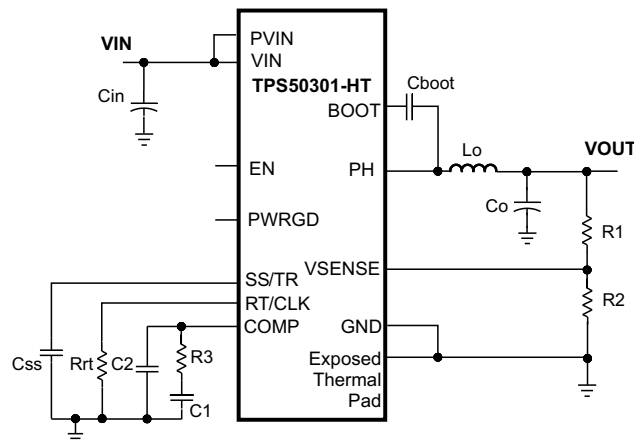 VIN
PVIN
VIN
TPS50301-HT
Cboot
Cin
BOOT
Lo
VOUT
EN
PH
Co
R1
PWRGD
SS/TR
VSENSE
RT/CLK
R2
COMP
GND
Css
Rrt
C2
R3
Exposed
Thermal
Pad
C1